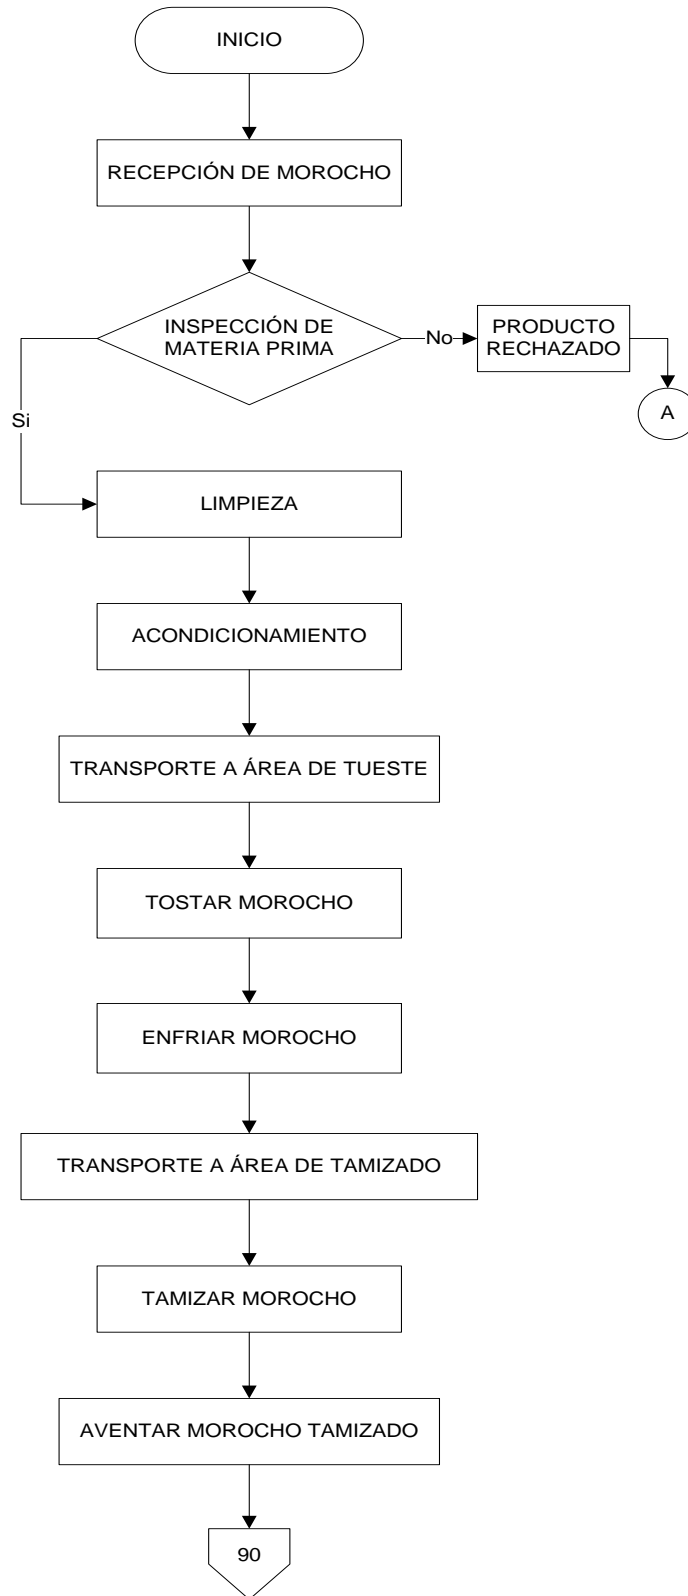 INICIO
RECEPCIÓN DE MOROCHO
INSPECCIÓN DE
MATERIA PRIMA
No
PRODUCTO
RECHAZADO
A
Si
LIMPIEZA
ACONDICIONAMIENTO
TRANSPORTE A ÁREA DE TUESTE
TOSTAR MOROCHO
ENFRIAR MOROCHO
TRANSPORTE A ÁREA DE TAMIZADO
TAMIZAR MOROCHO
AVENTAR MOROCHO TAMIZADO
90